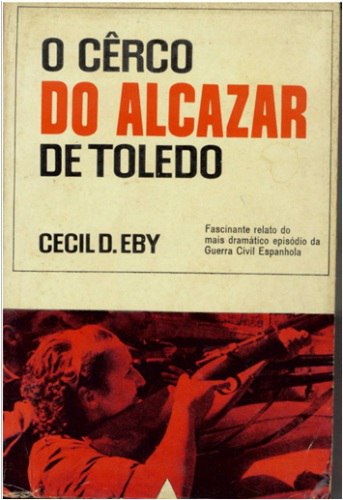 O CÊRCO
DO ALCAZAR
DE TOLEDO
CECIL D. EBY
Fascinante relato do
mais dramático episódio da
Guerra Civil Espanhola